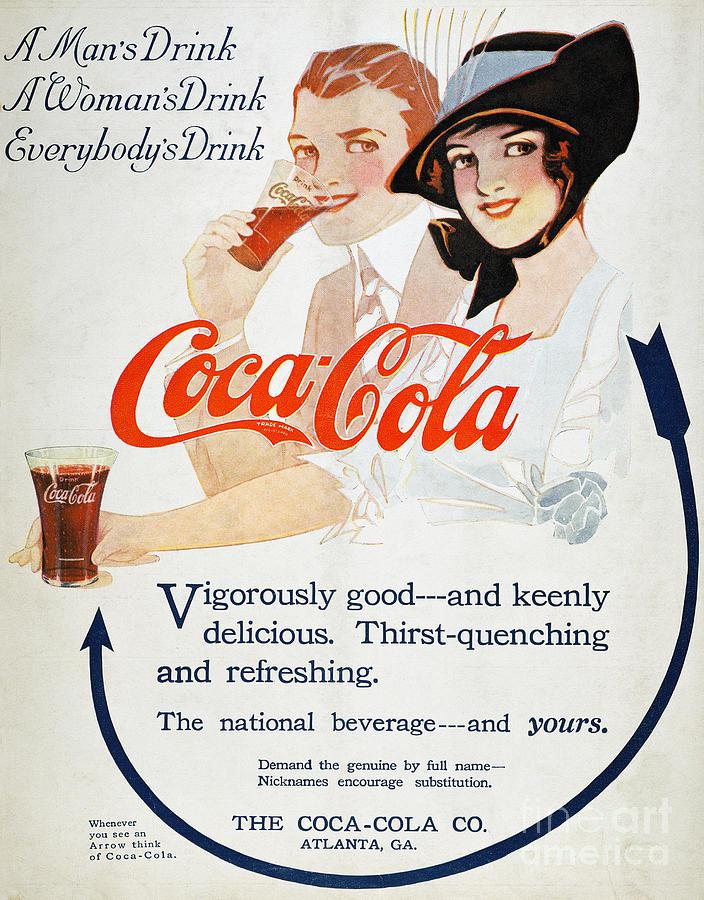 A Man's Drink
A Woman's Drink
Everybody's Drink
Drink
Coca-Cola
Coca-Cola
TRADE MARK
Drink
Coca-Cola
Vigorously good---and keenly
delicious. Thirst-quenching
and refreshing.
The national beverage---and yours.
Demand the genuine by full name—
Nicknames encourage substitution.
Whenever
you see an
Arrow think
of Coca-Cola.
THE COCA-COLA CO.
ATLANTA, GA.
fine art
america